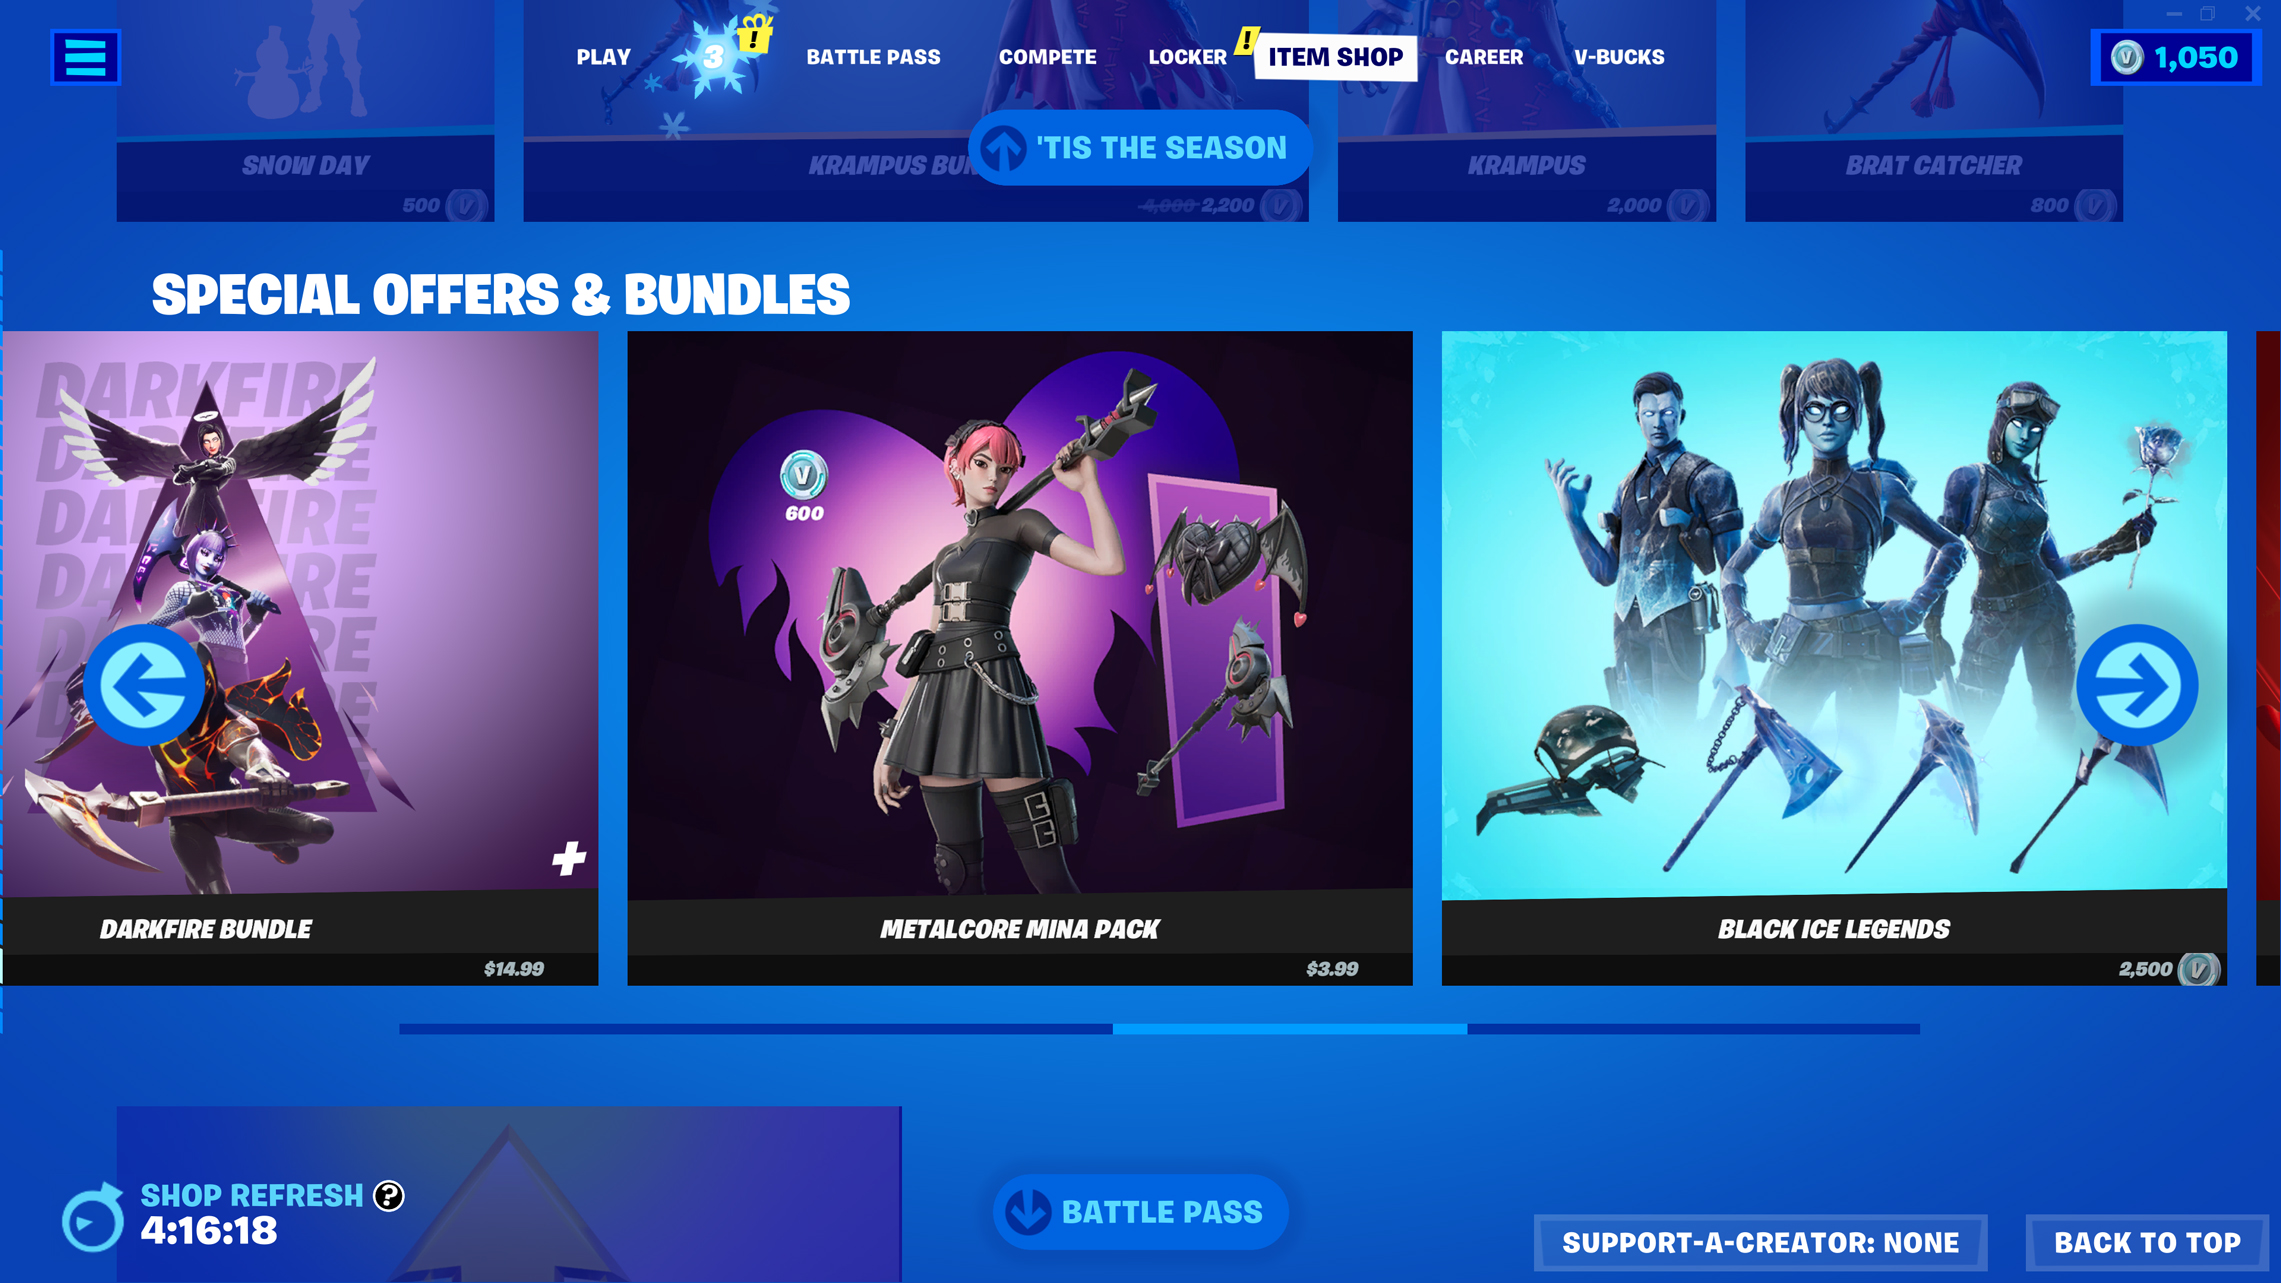 PLAY
3
!
BATTLE PASS
COMPETE
LOCKER
!
ITEM SHOP
CAREER
V-BUCKS
1,050
'TIS THE SEASON
SNOW DAY
500
KRAMPUS BUN
4,000 2,200
KRAMPUS
2,000
BRAT CATCHER
800
SPECIAL OFFERS & BUNDLES
DARKFIRE
DARKFIRE BUNDLE
$14.99
600
METALCORE MINA PACK
$3.99
BLACK ICE LEGENDS
2,500
SHOP REFRESH ?
4:16:18
BATTLE PASS
SUPPORT-A-CREATOR: NONE
BACK TO TOP